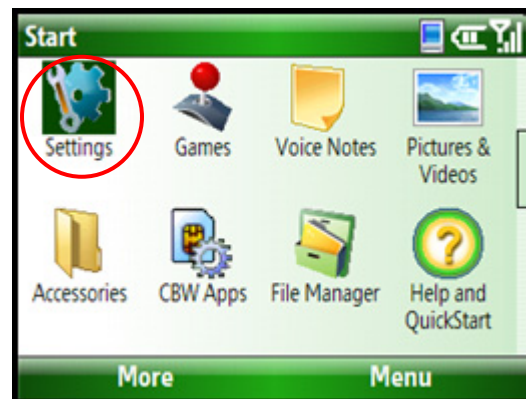 Start
Settings
Games
Voice Notes
Pictures &
Videos
Accessories
CBW Apps
File Manager
Help and
QuickStart
More
Menu